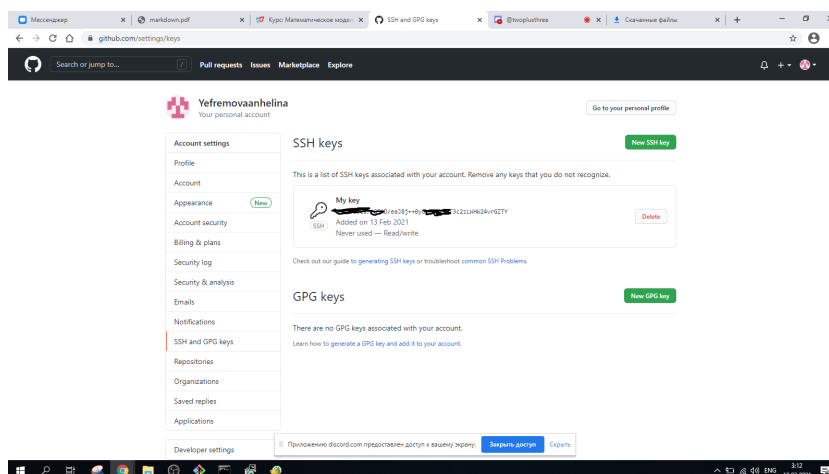 Мессенджер
markdown.pdf
Курс: Математическое модел
SSH and GPG keys
@twoplusthree
Скачанные файлы
github.com/settings/keys
Search or jump to...
/
Pull requests Issues Marketplace Explore
Yefremovaanhelina
Your personal account
Go to your personal profile
Account settings
Profile
Account
Appearance
New
Account security
Billing & plans
Security log
Security & analysis
Emails
Notifications
SSH and GPG keys
Repositories
Organizations
Saved replies
Applications
Developer settings
SSH keys
New SSH key
This is a list of SSH keys associated with your account. Remove any keys that you do not recognize.
My key
SSH
Added on 13 Feb 2021
Never used — Read/write
Delete
Check out our guide to generating SSH keys or troubleshoot common SSH Problems.
GPG keys
New GPG key
There are no GPG keys associated with your account.
Learn how to generate a GPG key and add it to your account.
Приложению discord.com предоставлен доступ к вашему экрану.
Закрыть доступ
Скрыть
ENG
3:12